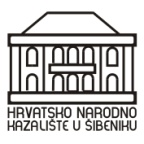 HRVATSKO NARODNO
KAZALIŠTE U ŠIBENIKU